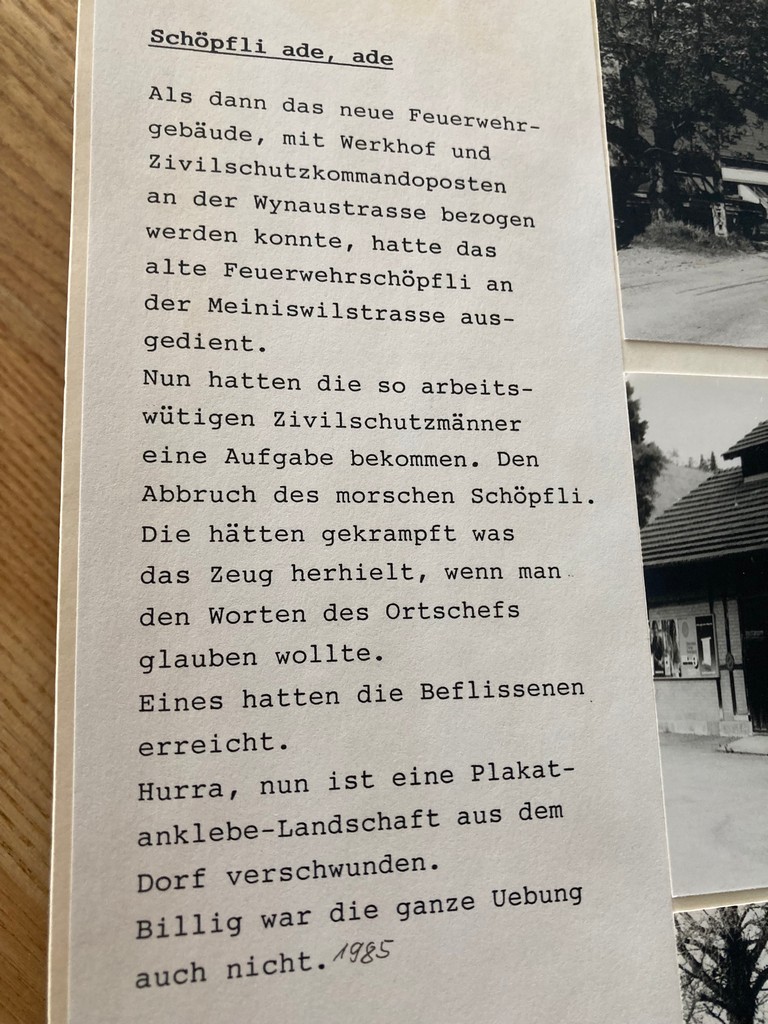 Schöpfli ade, ade
Als dann das neue Feuerwehr-
gebäude, mit Werkhof und
Zivilschutzkommandoposten
an der Wynaustrasse bezogen
werden konnte, hatte das
alte Feuerwehrschöpfli an
der Meiniswilstrasse aus-
gedient.
Nun hatten die so arbeits-
wütigen Zivilschutzmänner
eine Aufgabe bekommen. Den
Abbruch des morschen Schöpfli.
Die hätten gekrampft was
das Zeug herhielt, wenn man
den Worten des Ortschefs
glauben wollte.
Eines hatten die Beflissenen
erreicht.
Hurra, nun ist eine Plakat-
anklebe-Landschaft aus dem
Dorf verschwunden.
Billig war die ganze Uebung
auch nicht. 1985